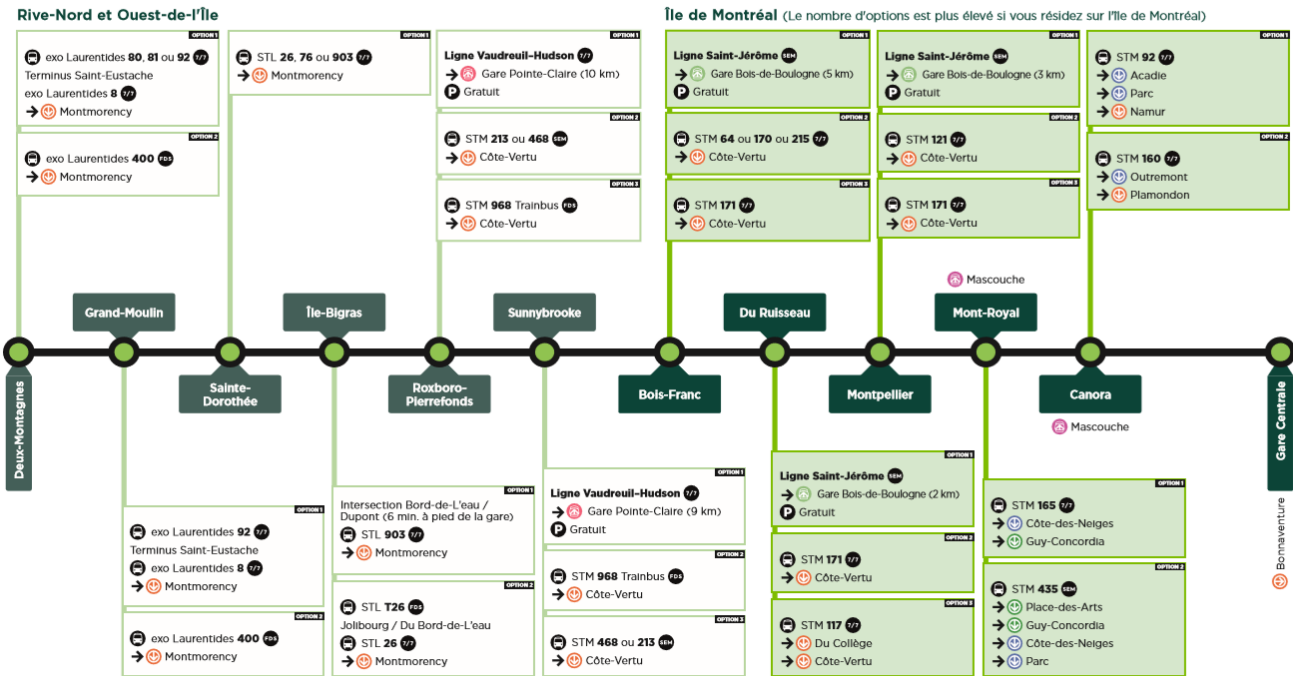 Rive-Nord et Ouest-de-l'Île
Île de Montréal (Le nombre d'options est plus élevé si vous résidez sur l'île de Montréal)
OPTION 1
exo Laurentides 80, 81 ou 92 7/7
Terminus Saint-Eustache
exo Laurentides 8 7/7
→ Montmorency
OPTION 2
exo Laurentides 400 FDS
→ Montmorency
OPTION 1
STL 26, 76 ou 903 7/7
→ Montmorency
OPTION 1
Ligne Vaudreuil-Hudson 7/7
→ Gare Pointe-Claire (10 km)
P Gratuit
OPTION 2
STM 213 ou 468 SEM
→ Côte-Vertu
OPTION 3
STM 968 Trainbus FDS
→ Côte-Vertu
OPTION 1
Ligne Saint-Jérôme SEM
→ Gare Bois-de-Boulogne (5 km)
P Gratuit
OPTION 2
STM 64 ou 170 ou 215 7/7
→ Côte-Vertu
OPTION 3
STM 171 7/7
→ Côte-Vertu
OPTION 1
Ligne Saint-Jérôme SEM
→ Gare Bois-de-Boulogne (3 km)
P Gratuit
OPTION 2
STM 121 7/7
→ Côte-Vertu
OPTION 3
STM 171 7/7
→ Côte-Vertu
OPTION 1
STM 92 7/7
→ Acadie
→ Parc
→ Namur
OPTION 2
STM 160 7/7
→ Outremont
→ Plamondon
Mascouche
Grand-Moulin
Île-Bigras
Sunnybrooke
Du Ruisseau
Mont-Royal
Deux-Montagnes
Sainte-
Dorothée
Roxboro-
Pierrefonds
Bois-Franc
Montpellier
Canora
Mascouche
Gare Centrale
→ Bonnaventure
OPTION 1
exo Laurentides 92 7/7
Terminus Saint-Eustache
exo Laurentides 8 7/7
→ Montmorency
OPTION 2
exo Laurentides 400 FDS
→ Montmorency
OPTION 1
Intersection Bord-de-L'eau /
Dupont (6 min. à pied de la gare)
STL 903 7/7
→ Montmorency
OPTION 2
STL T26 FDS
Jolibourg / Du Bord-de-L'eau
STL 26 7/7
→ Montmorency
OPTION 1
Ligne Vaudreuil-Hudson 7/7
→ Gare Pointe-Claire (9 km)
P Gratuit
OPTION 2
STM 968 Trainbus FDS
→ Côte-Vertu
OPTION 3
STM 468 ou 213 SEM
→ Côte-Vertu
OPTION 1
Ligne Saint-Jérôme SEM
→ Gare Bois-de-Boulogne (2 km)
P Gratuit
OPTION 2
STM 171 7/7
→ Côte-Vertu
OPTION 3
STM 117 7/7
→ Du Collège
→ Côte-Vertu
OPTION 1
STM 165 7/7
→ Côte-des-Neiges
→ Guy-Concordia
OPTION 2
STM 435 SEM
→ Place-des-Arts
→ Guy-Concordia
→ Côte-des-Neiges
→ Parc